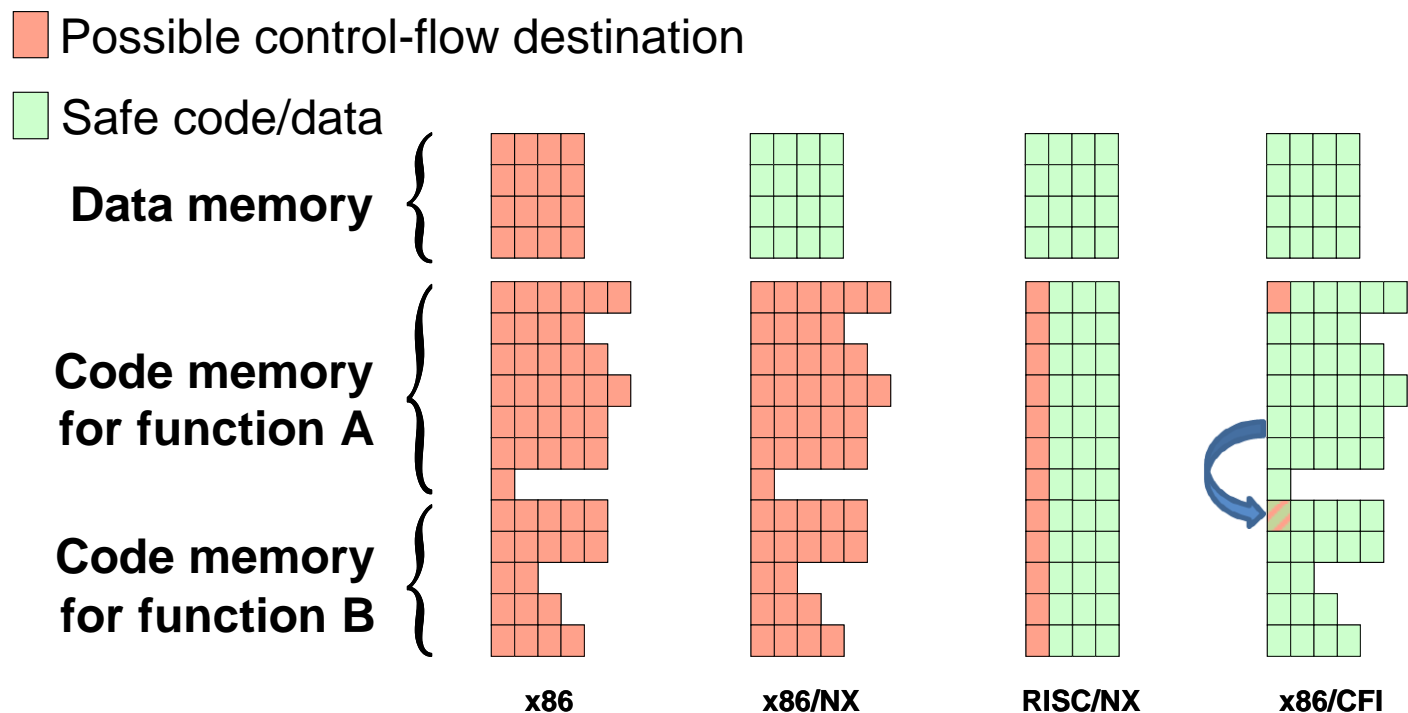 Possible control-flow destination
Safe code/data
Data memory
Code memory
for function A
Code memory
for function B
x86
x86/NX
RISC/NX
x86/CFI